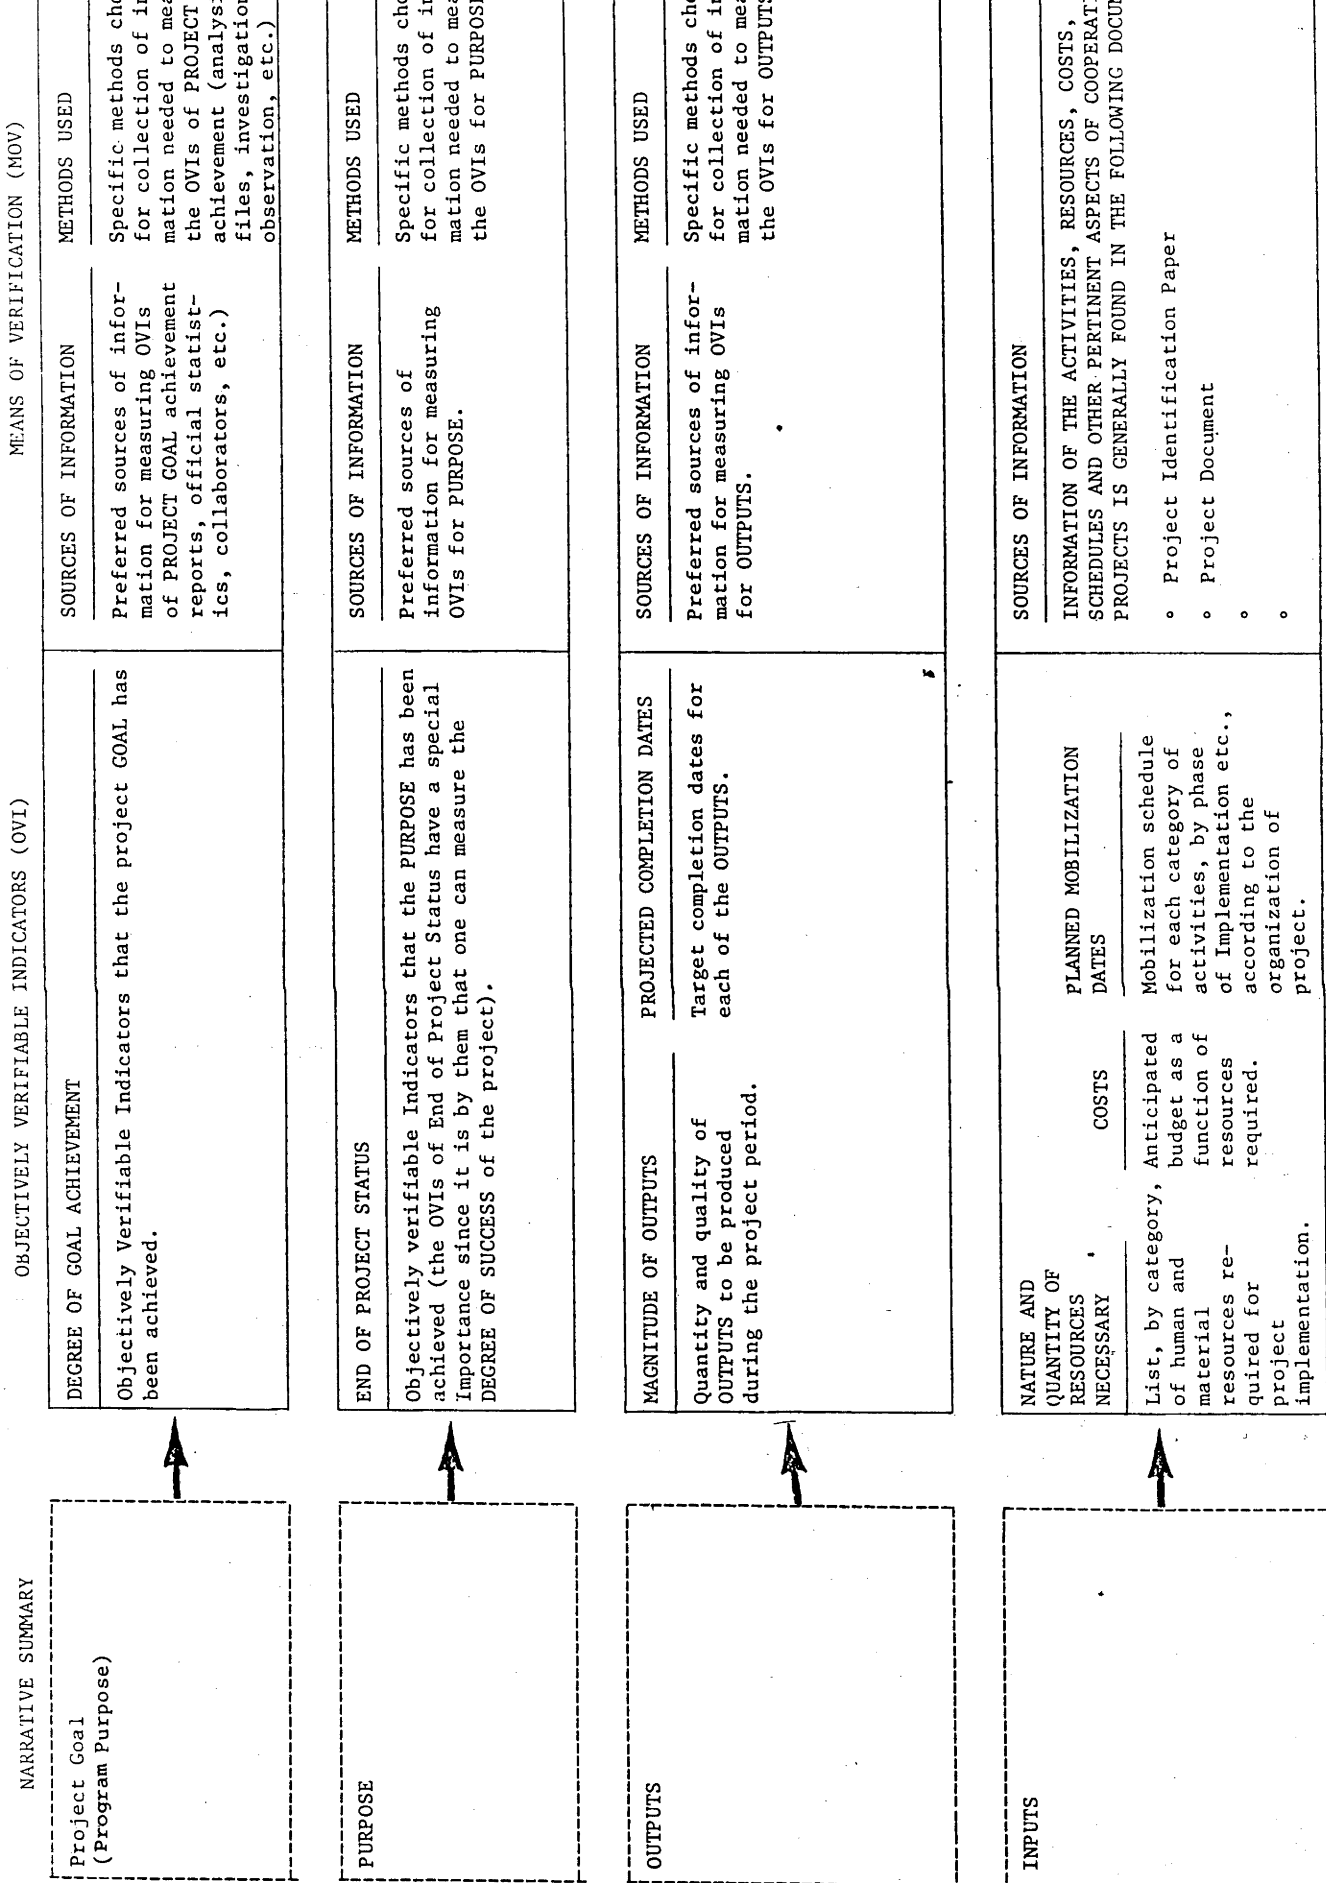 NARRATIVE SUMMARY
OBJECTIVELY VERIFIABLE INDICATORS (OVI)
MEANS OF VERIFICATION (MOV)
Project Goal
(Program Purpose)
DEGREE OF GOAL ACHIEVEMENT
Objectively Verifiable Indicators that the project GOAL has
been achieved.
SOURCES OF INFORMATION
Preferred sources of infor-
mation for measuring OVIs
of PROJECT GOAL achievement
reports, official statist-
ics, collaborators, etc.)
METHODS USED
Specific methods
for collection of
mation needed to
the OVIs of PROJECT
achievement
files,
observation, etc.)
PURPOSE
END OF PROJECT STATUS
Objectively verifiable Indicators that the PURPOSE has been
achieved (the OVIs of End of Project Status have a special
Importance since it is by them that one can measure the
DEGREE OF SUCCESS of the project).
SOURCES OF INFORMATION
Preferred sources of
information for measuring
OVIs for PURPOSE.
METHODS USED
Specific methods
for collection of
mation needed to
the OVIs for PURPOSE
OUTPUTS
MAGNITUDE OF OUTPUTS
Quantity and quality of
OUTPUTS to be produced
during the project period.
PROJECTED COMPLETION DATES
Target completion dates for
each of the OUTPUTS.
SOURCES OF INFORMATION
Preferred sources of infor-
mation for measuring OVIs
for OUTPUTS.
METHODS USED
Specific methods
for collection of
mation needed to
the OVIs for OUTPUTS
INPUTS
NATURE AND
QUANTITY OF
RESOURCES
NECESSARY
List, by category,
of human and
material
resources re-
quired for
project
implementation.
COSTS
Anticipated
budget as a
function of
resources
required.
PLANNED MOBILIZATION
DATES
Mobilization schedule
for each category of
activities, by phase
of Implementation etc.,
according to the
organization of
project.
SOURCES OF INFORMATION
INFORMATION OF THE ACTIVITIES, RESOURCES, COSTS,
SCHEDULES AND OTHER PERTINENT ASPECTS OF
PROJECTS IS GENERALLY FOUND IN THE FOLLOWING
° Project Identification Paper
° Project Document
°
°